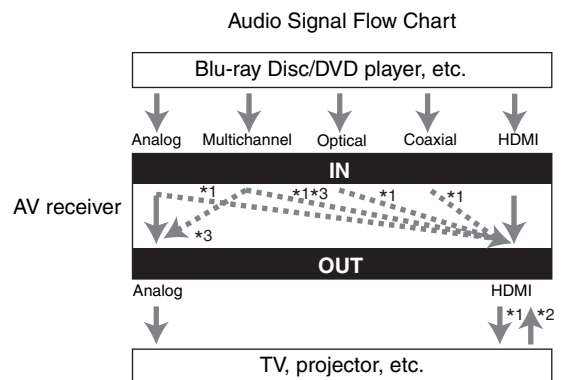 Audio Signal Flow Chart
Blu-ray Disc/DVD player, etc.
Analog Multichannel Optical Coaxial HDMI
IN
*1 *1*3 *1 *1
AV receiver
*3
OUT
Analog HDMI
*1 *2
TV, projector, etc.